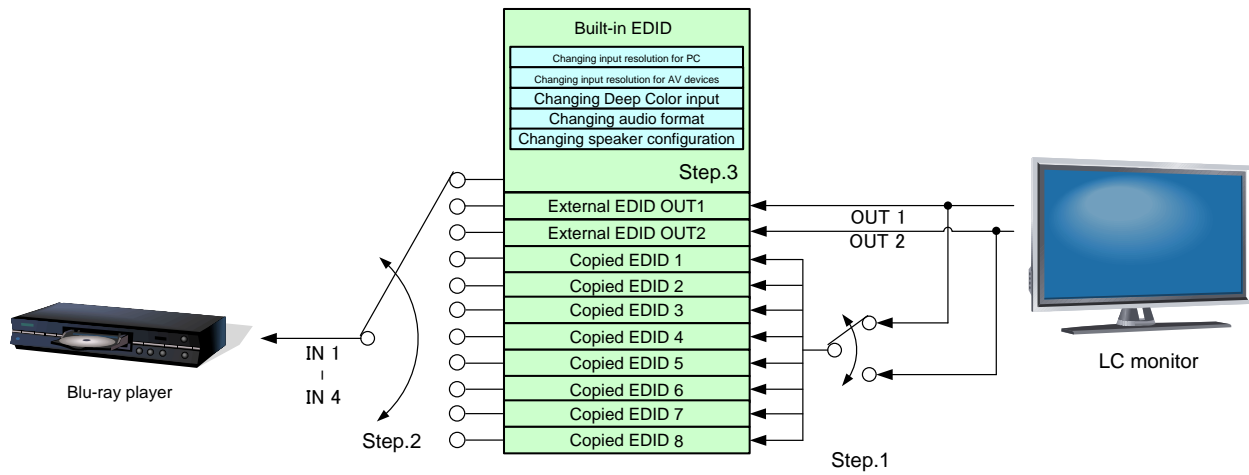 Built-in EDID
Changing input resolution for PC
Changing input resolution for AV devices
Changing Deep Color input
Changing audio format
Changing speaker configuration
Step.3
External EDID OUT1
External EDID OUT2
Copied EDID 1
Copied EDID 2
Copied EDID 3
Copied EDID 4
Copied EDID 5
Copied EDID 6
Copied EDID 7
Copied EDID 8
OUT 1
OUT 2
LC monitor
IN 1
|
IN 4
Blu-ray player
Step.2
Step.1